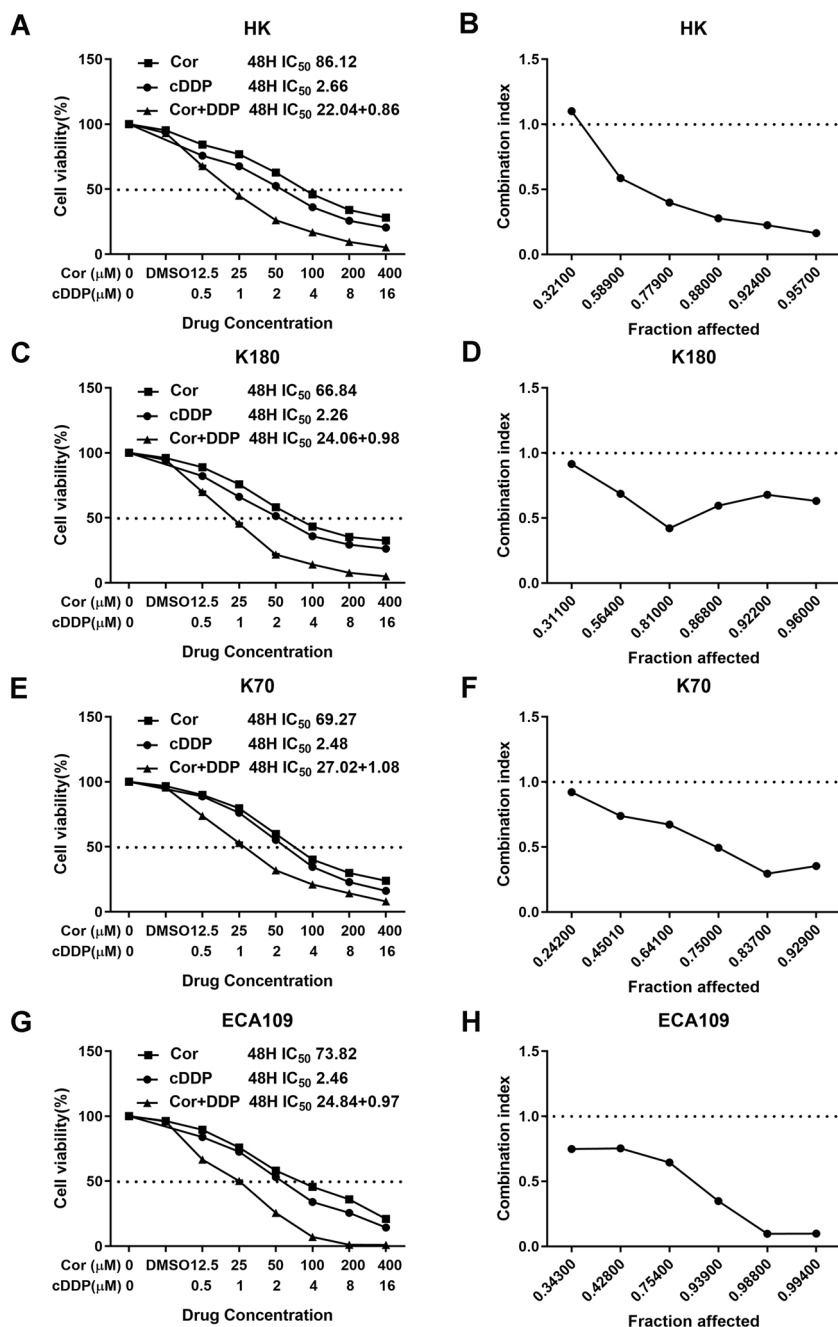 A
HK
Cor 48H IC50 86.12
cDDP 48H IC50 2.66
Cor+DDP 48H IC50 22.04+0.86
Cell viability(%)
150
100
50
0
Cor (μM) 0 DMSO 12.5 25 50 100 200 400
cDDP(μM) 0 0.5 1 2 4 8 16
Drug Concentration
B
HK
Combination index
1.5
1.0
0.5
0.0
0.32100 0.58900 0.77900 0.88000 0.92400 0.95700
Fraction affected
C
K180
Cor 48H IC50 66.84
cDDP 48H IC50 2.26
Cor+DDP 48H IC50 24.06+0.98
Cell viability(%)
150
100
50
0
Cor (μM) 0 DMSO 12.5 25 50 100 200 400
cDDP(μM) 0 0.5 1 2 4 8 16
Drug Concentration
D
K180
Combination index
1.5
1.0
0.5
0.0
0.31100 0.56400 0.81000 0.86800 0.92200 0.96000
Fraction affected
E
K70
Cor 48H IC50 69.27
cDDP 48H IC50 2.48
Cor+DDP 48H IC50 27.02+1.08
Cell viability(%)
150
100
50
0
Cor (μM) 0 DMSO 12.5 25 50 100 200 400
cDDP(μM) 0 0.5 1 2 4 8 16
Drug Concentration
F
K70
Combination index
1.5
1.0
0.5
0.0
0.24200 0.45010 0.64100 0.75000 0.83700 0.92900
Fraction affected
G
ECA109
Cor 48H IC50 73.82
cDDP 48H IC50 2.46
Cor+DDP 48H IC50 24.84+0.97
Cell viability(%)
150
100
50
0
Cor (μM) 0 DMSO 12.5 25 50 100 200 400
cDDP(μM) 0 0.5 1 2 4 8 16
Drug Concentration
H
ECA109
Combination index
1.5
1.0
0.5
0.0
0.34300 0.42800 0.75400 0.93900 0.98800 0.99400
Fraction affected